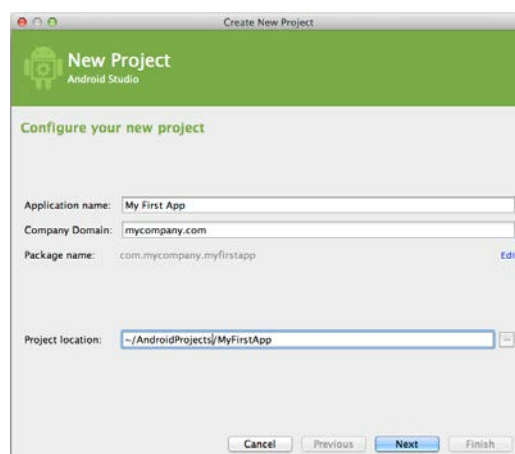 Create New Project
New Project
Android Studio
Configure your new project
Application name: My First App
Company Domain: mycompany.com
Package name: com.mycompany.myfirstapp Edi
Project location: ~/AndroidProjects/MyFirstApp ...
Cancel Previous Next Finish